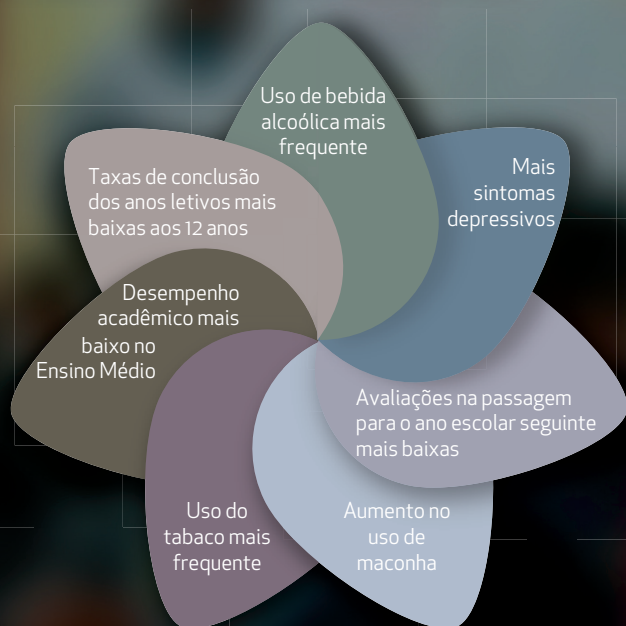 Uso de bebida
alcoólica mais
frequente
Mais
sintomas
depressivos
Avaliações na passagem
para o ano escolar seguinte
mais baixas
Aumento no
uso de
maconha
Uso do
tabaco mais
frequente
Desempenho
acadêmico mais
baixo no
Ensino Médio
Taxas de conclusão
dos anos letivos mais
baixas aos 12 anos